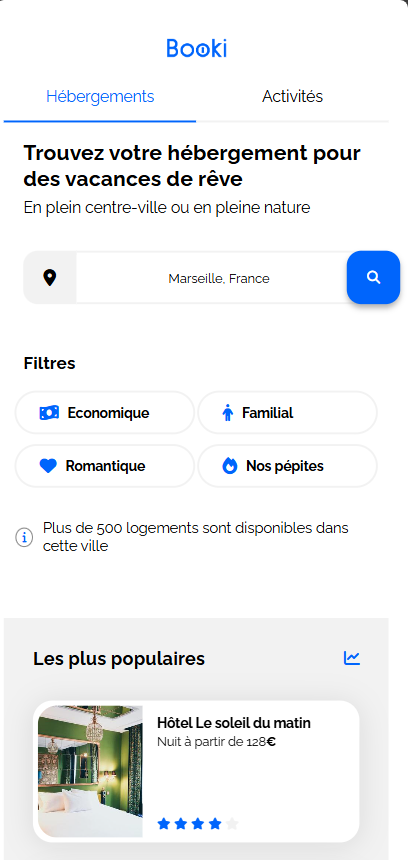 Booki
Hébergements Activités
Trouvez votre hébergement pour
des vacances de rêve
En plein centre-ville ou en pleine nature
Marseille, France
Filtres
Economique Familial
Romantique Nos pépites
Plus de 500 logements sont disponibles dans
cette ville
Les plus populaires
Hôtel Le soleil du matin
Nuit à partir de 128€